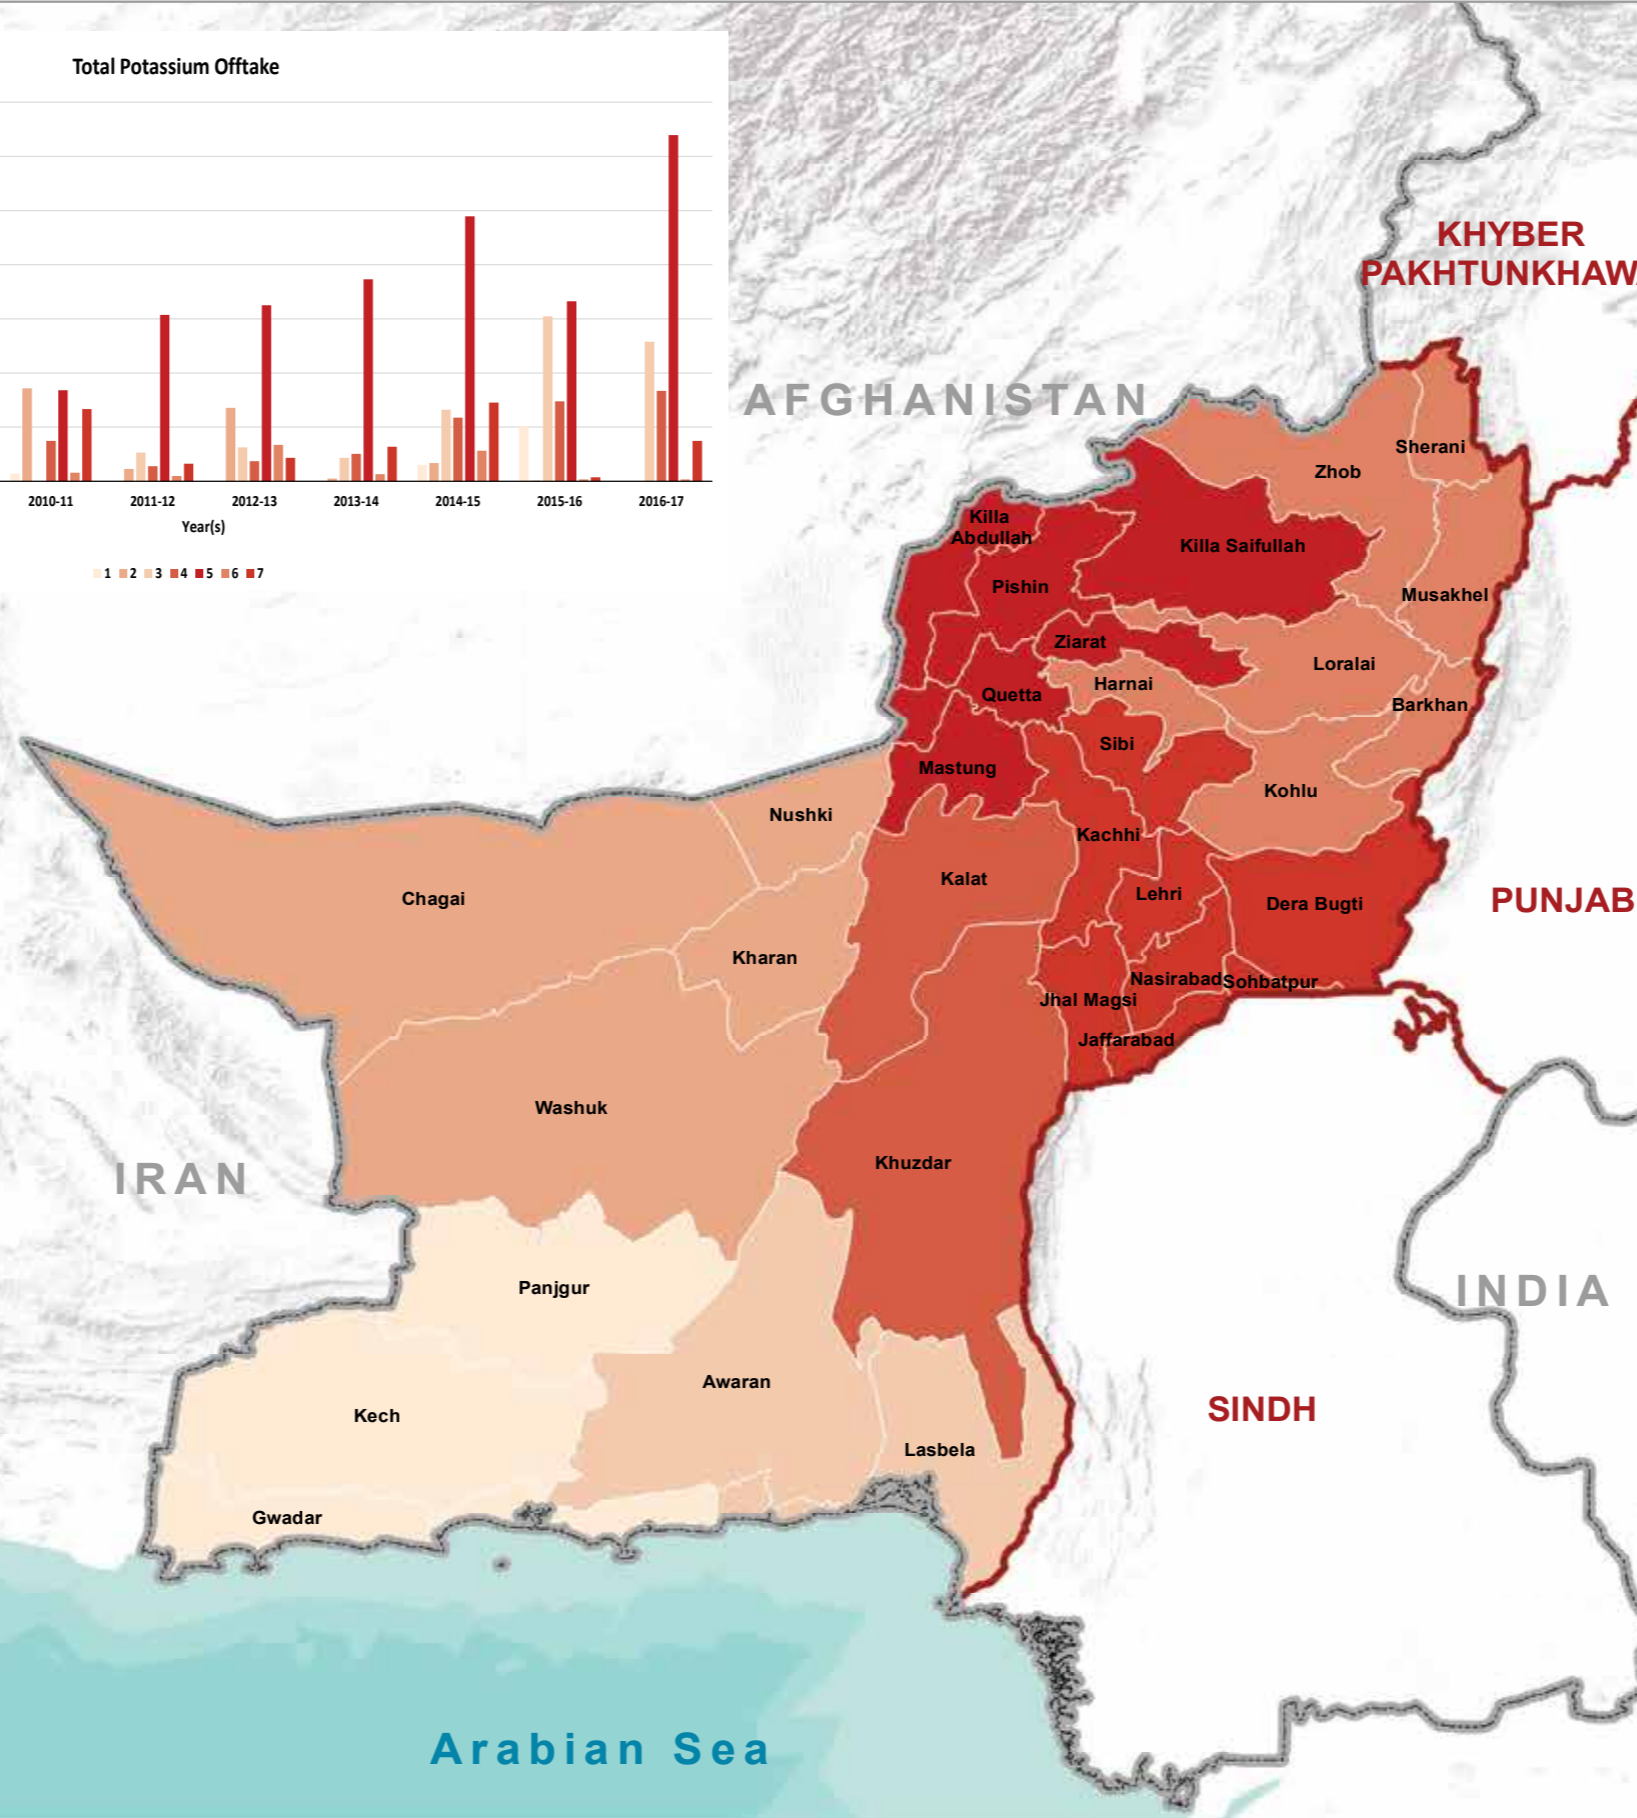 Total Potassium Offtake
2010-11 2011-12 2012-13 2013-14 2014-15 2015-16 2016-17
Year(s)
1 2 3 4 5 6 7
KHYBER
PAKHTUNKHAW
AFGHANISTAN
Sherani
Zhob
Killa
Abdullah
Killa Saifullah
Pishin
Musakhel
Ziarat
Loralai
Harnai
Quetta
Barkhan
Sibi
Mastung
Kohlu
Nushki
Kachhi
Kalat
Lehri
Chagai
Dera Bugti
PUNJAB
Kharan
Nasirabad
Sohbatpur
Jhal Magsi
Jaffarabad
Washuk
Khuzdar
IRAN
Panjgur
INDIA
Awaran
Kech
SINDH
Lasbela
Gwadar
Arabian Sea